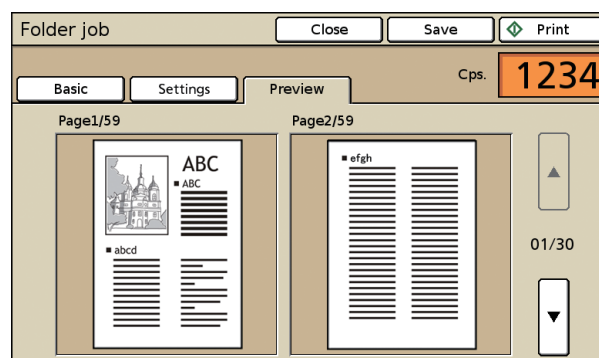 Folder job
Close
Save
Print
Cps.
1234
Basic
Settings
Preview
Page1/59
Page2/59
ABC
■ ABC
■ abcd
■ efgh
01/30